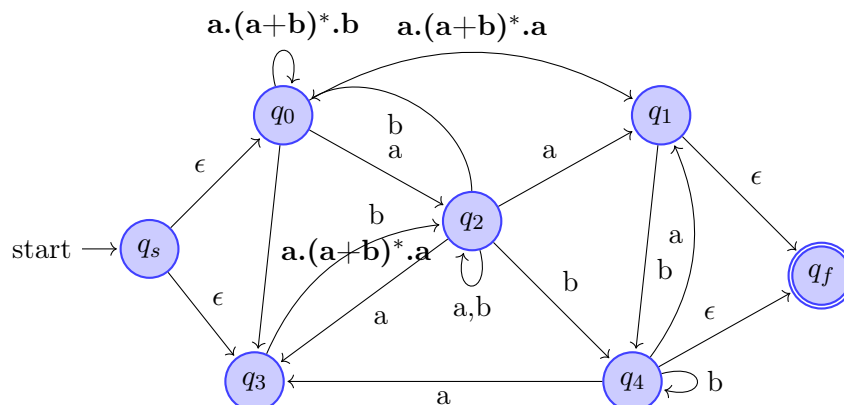 a.(a+b)*.b
a.(a+b)*.a
q0
q1
b
a
a
ϵ
ϵ
b
q2
a
start
qs
a.(a+b)*.a
b
qf
ϵ
a,b
b
ϵ
a
q3
q4
b
a